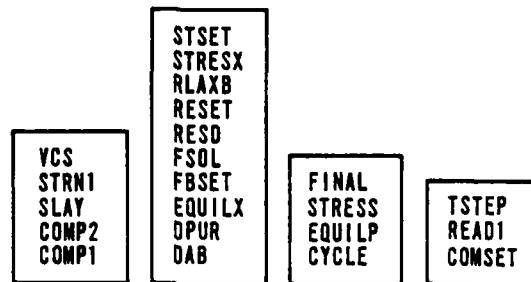 VCS
STRN1
SLAY
COMP2
COMP1
STSET
STRESX
RLAXB
RESET
RESD
FSOL
FBSET
EQUILX
DPUR
DAB
FINAL
STRESS
EQUILP
CYCLE
TSTEP
READ1
COMSET